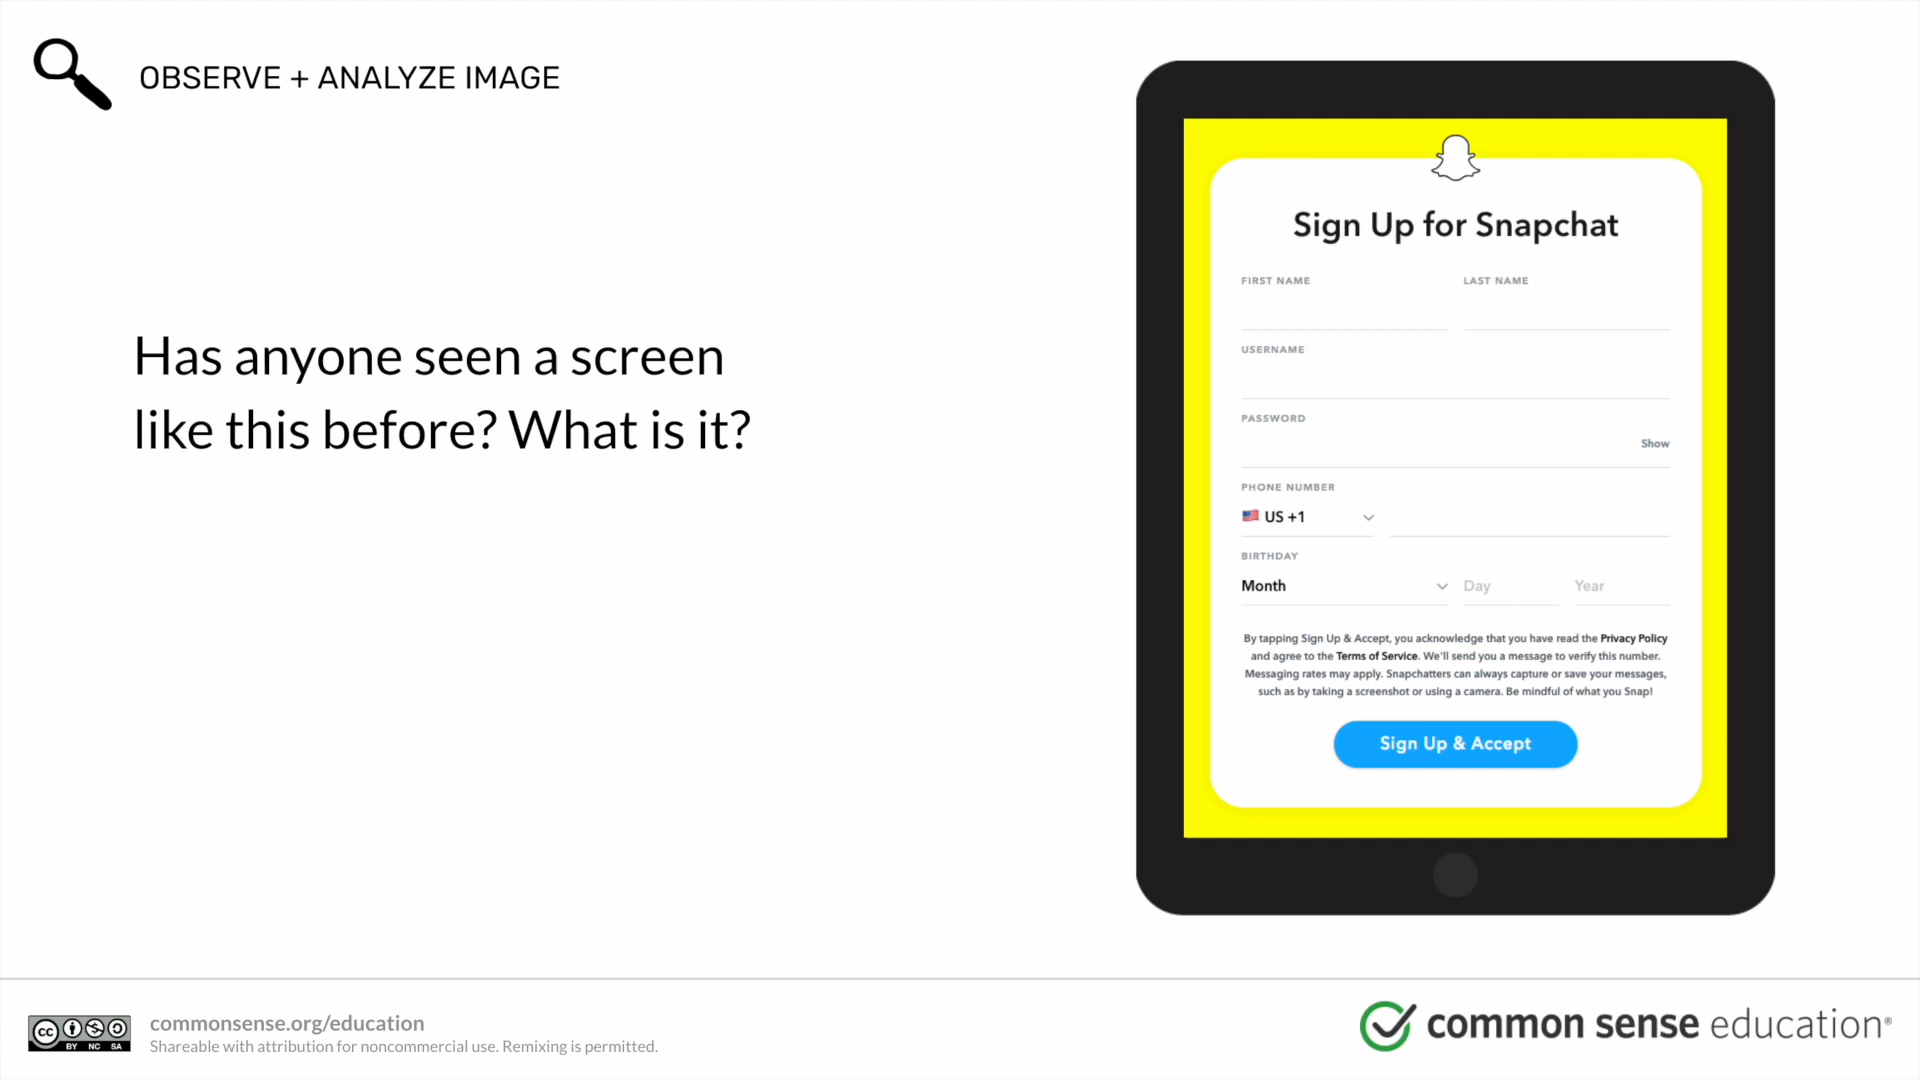 OBSERVE + ANALYZE IMAGE
Has anyone seen a screen
like this before? What is it?
Sign Up for Snapchat
FIRST NAME LAST NAME
USERNAME
PASSWORD
Show
PHONE NUMBER
US +1
BIRTHDAY
Month Day Year
By tapping Sign Up & Accept, you acknowledge that you have read the Privacy Policy
and agree to the Terms of Service. We'll send you a message to verify this number.
Messaging rates may apply. Snapchatters can always capture or save your messages,
such as by taking a screenshot or using a camera. Be mindful of what you Snap!
Sign Up & Accept
cc BY NC SA
commonsense.org/education
Shareable with attribution for noncommercial use. Remixing is permitted.
common sense education®